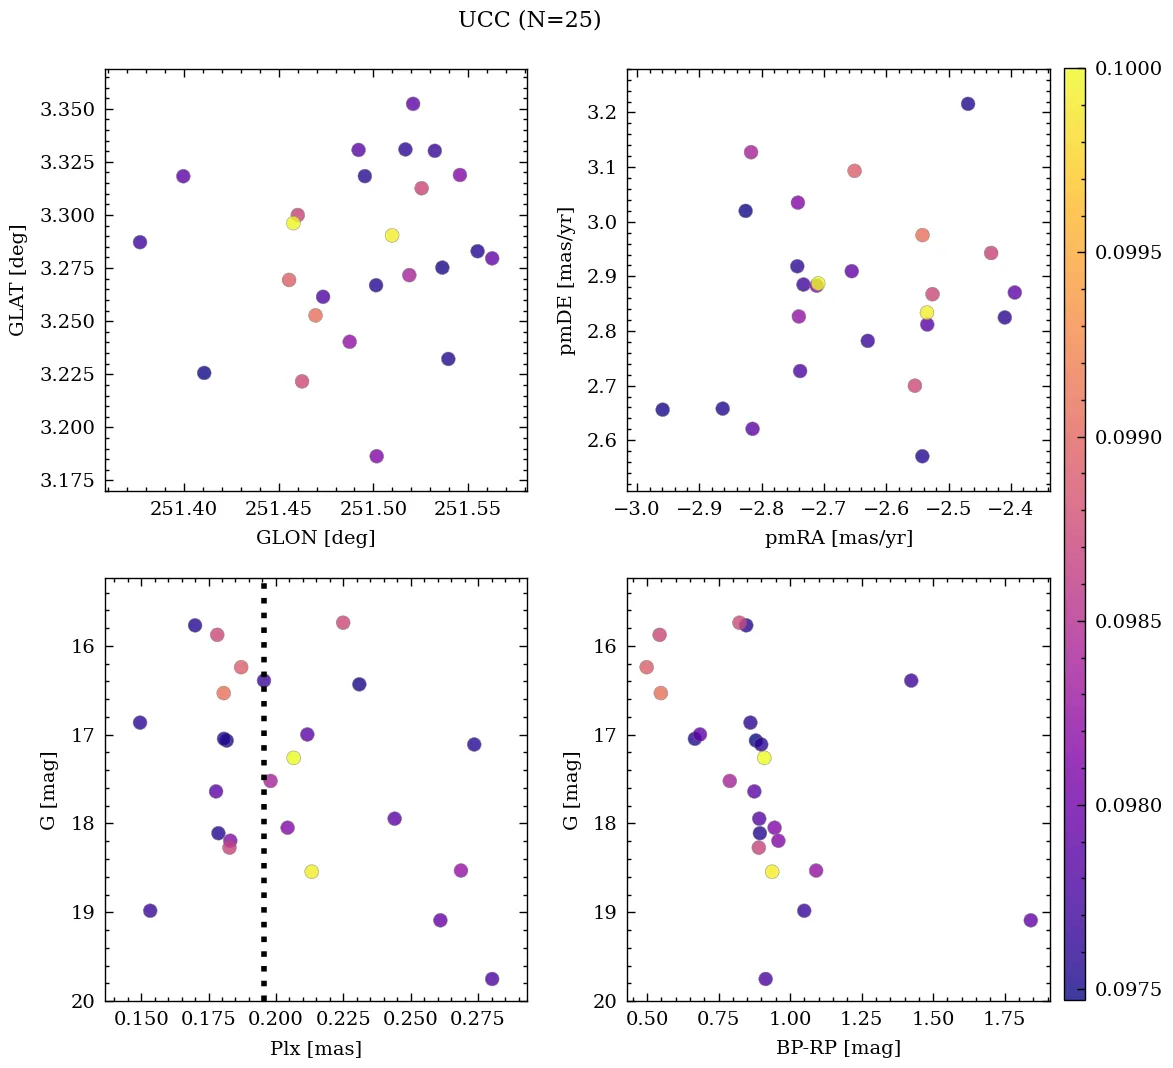 UCC (N=25)
3.350
3.325
3.300
3.275
3.250
3.225
3.200
3.175
GLAT [deg]
251.40 251.45 251.50 251.55
GLON [deg]
3.2
3.1
3.0
2.9
2.8
2.7
2.6
pmDE [mas/yr]
−3.0 −2.9 −2.8 −2.7 −2.6 −2.5 −2.4
pmRA [mas/yr]
0.1000
0.0995
0.0990
0.0985
0.0980
0.0975
16
17
18
19
20
G [mag]
0.150 0.175 0.200 0.225 0.250 0.275
Plx [mas]
16
17
18
19
20
G [mag]
0.50 0.75 1.00 1.25 1.50 1.75
BP-RP [mag]